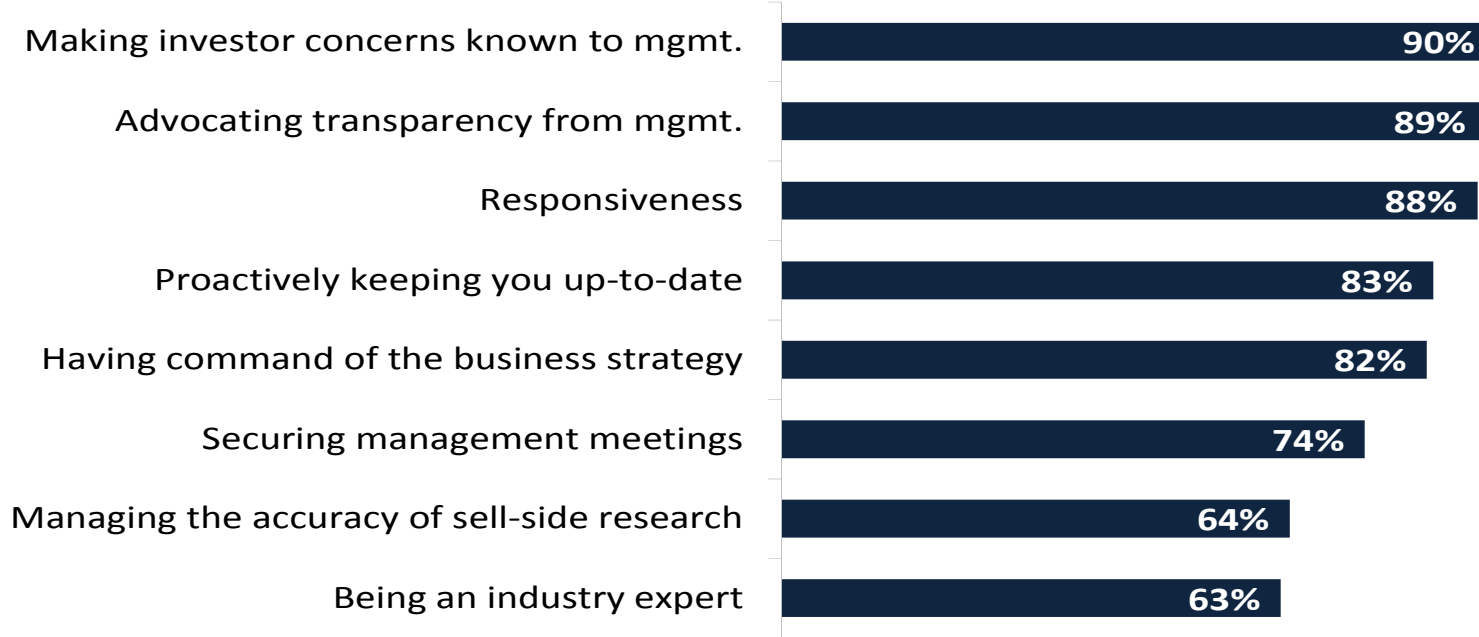 Making investor concerns known to mgmt. 90%
Advocating transparency from mgmt. 89%
Responsiveness 88%
Proactively keeping you up-to-date 83%
Having command of the business strategy 82%
Securing management meetings 74%
Managing the accuracy of sell-side research 64%
Being an industry expert 63%